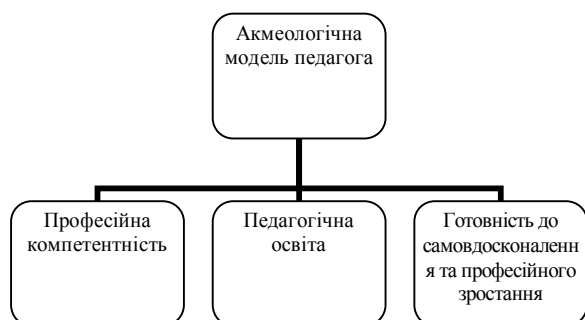 Акмеологічна
модель педагога
Професійна
компетентність
Педагогічна
освіта
Готовність до
самовдосконаленн
я та професійного
зростання